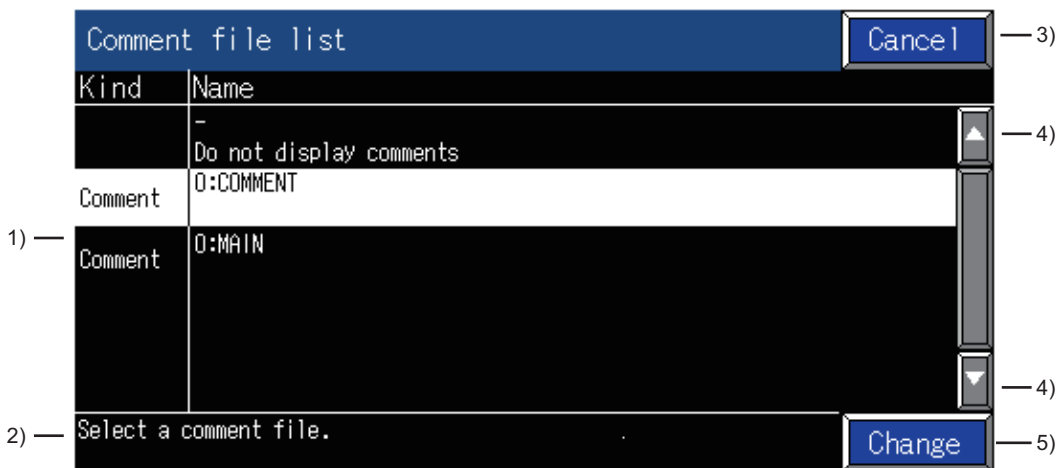 Comment file list
Cancel
3)
Kind Name
-
Do not display comments
4)
Comment 0:COMMENT
1)
Comment 0:MAIN
4)
2)
Select a comment file.
Change
5)